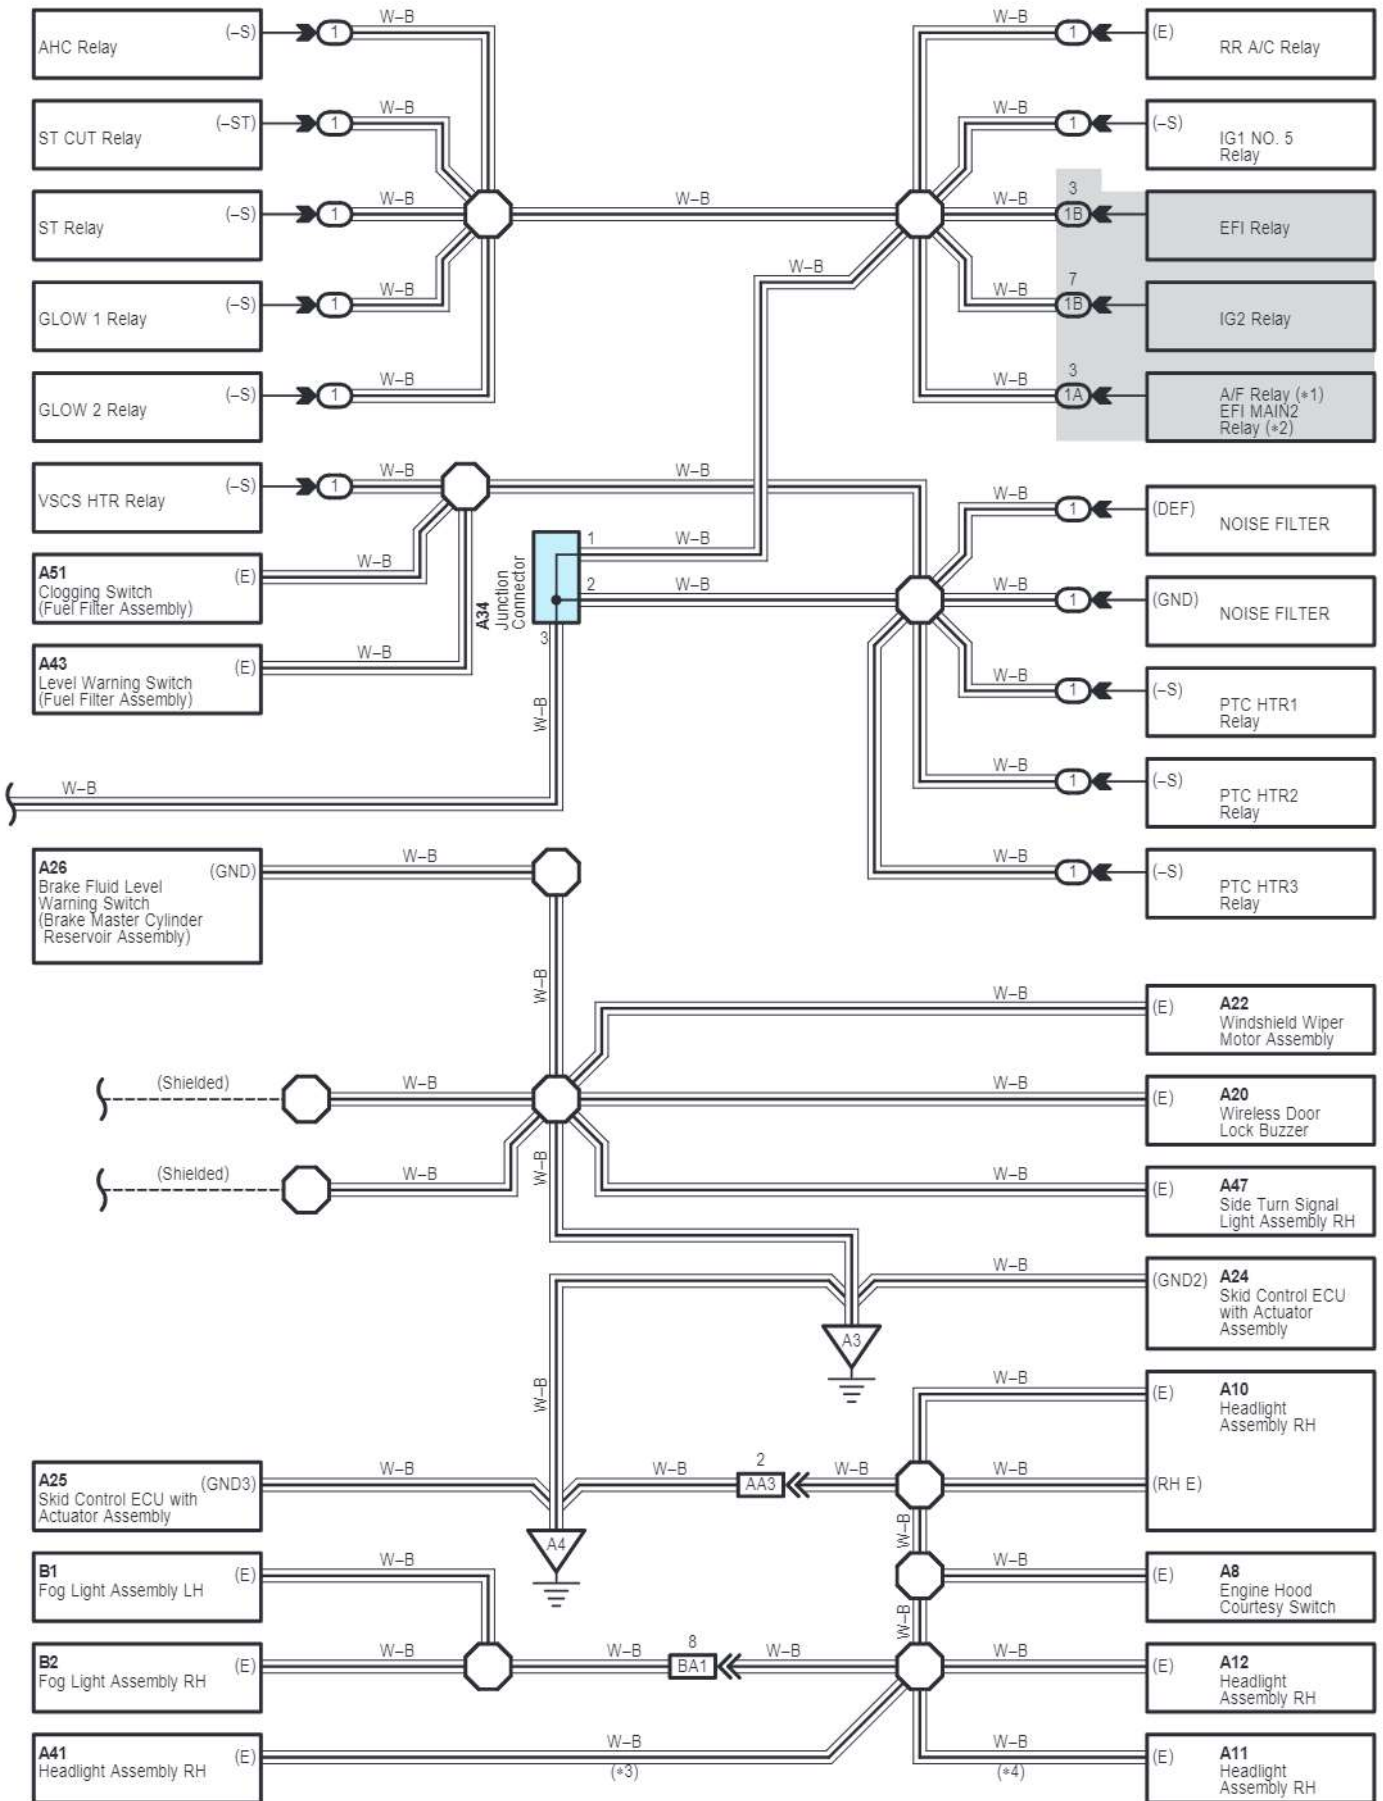 W–B
W–B
AHC Relay
(–S)
1
1
(E)
RR A/C Relay
W–B
W–B
ST CUT Relay
(–ST)
1
1
(–S)
IG1 NO. 5
Relay
W–B
W–B
W–B
3
ST Relay
(–S)
1
1B
EFI Relay
W–B
W–B
W–B
7
GLOW 1 Relay
(–S)
1
1B
IG2 Relay
W–B
W–B
3
GLOW 2 Relay
(–S)
1
1A
A/F Relay (*1)
EFI MAIN2
Relay (*2)
W–B
W–B
VSCS HTR Relay
(–S)
1
W–B
1
(DEF)
NOISE FILTER
A51
Clogging Switch
(Fuel Filter Assembly)
(E)
W–B
A34
Junction
Connector
1
W–B
2
W–B
3
W–B
1
(GND)
NOISE FILTER
A43
Level Warning Switch
(Fuel Filter Assembly)
(E)
W–B
W–B
W–B
1
(–S)
PTC HTR1
Relay
W–B
W–B
1
(–S)
PTC HTR2
Relay
A26
Brake Fluid Level
Warning Switch
(Brake Master Cylinder
Reservoir Assembly)
(GND)
W–B
W–B
1
(–S)
PTC HTR3
Relay
W–B
W–B
(E)
A22
Windshield Wiper
Motor Assembly
(Shielded)
W–B
W–B
(E)
A20
Wireless Door
Lock Buzzer
(Shielded)
W–B
W–B
W–B
(E)
A47
Side Turn Signal
Light Assembly RH
W–B
(GND2)
A24
Skid Control ECU
with Actuator
Assembly
A3
W–B
W–B
(E)
A10
Headlight
Assembly RH
A25
Skid Control ECU with
Actuator Assembly
(GND3)
W–B
W–B
2
AA3
W–B
W–B
(RH E)
A4
W–B
B1
Fog Light Assembly LH
(E)
W–B
W–B
(E)
A8
Engine Hood
Courtesy Switch
W–B
B2
Fog Light Assembly RH
(E)
W–B
W–B
8
BA1
W–B
W–B
(E)
A12
Headlight
Assembly RH
A41
Headlight Assembly RH
(E)
W–B
(*3)
W–B
(*4)
(E)
A11
Headlight
Assembly RH